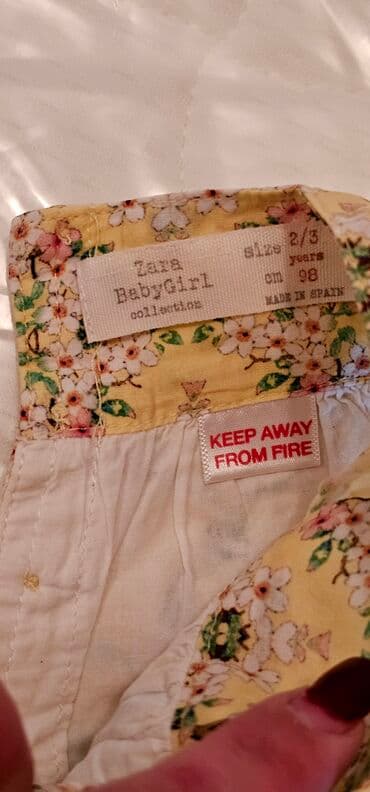 Zara
BabyGirl
collection
size 2/3
years
cm 98
MADE IN SPAIN
KEEP AWAY
FROM FIRE